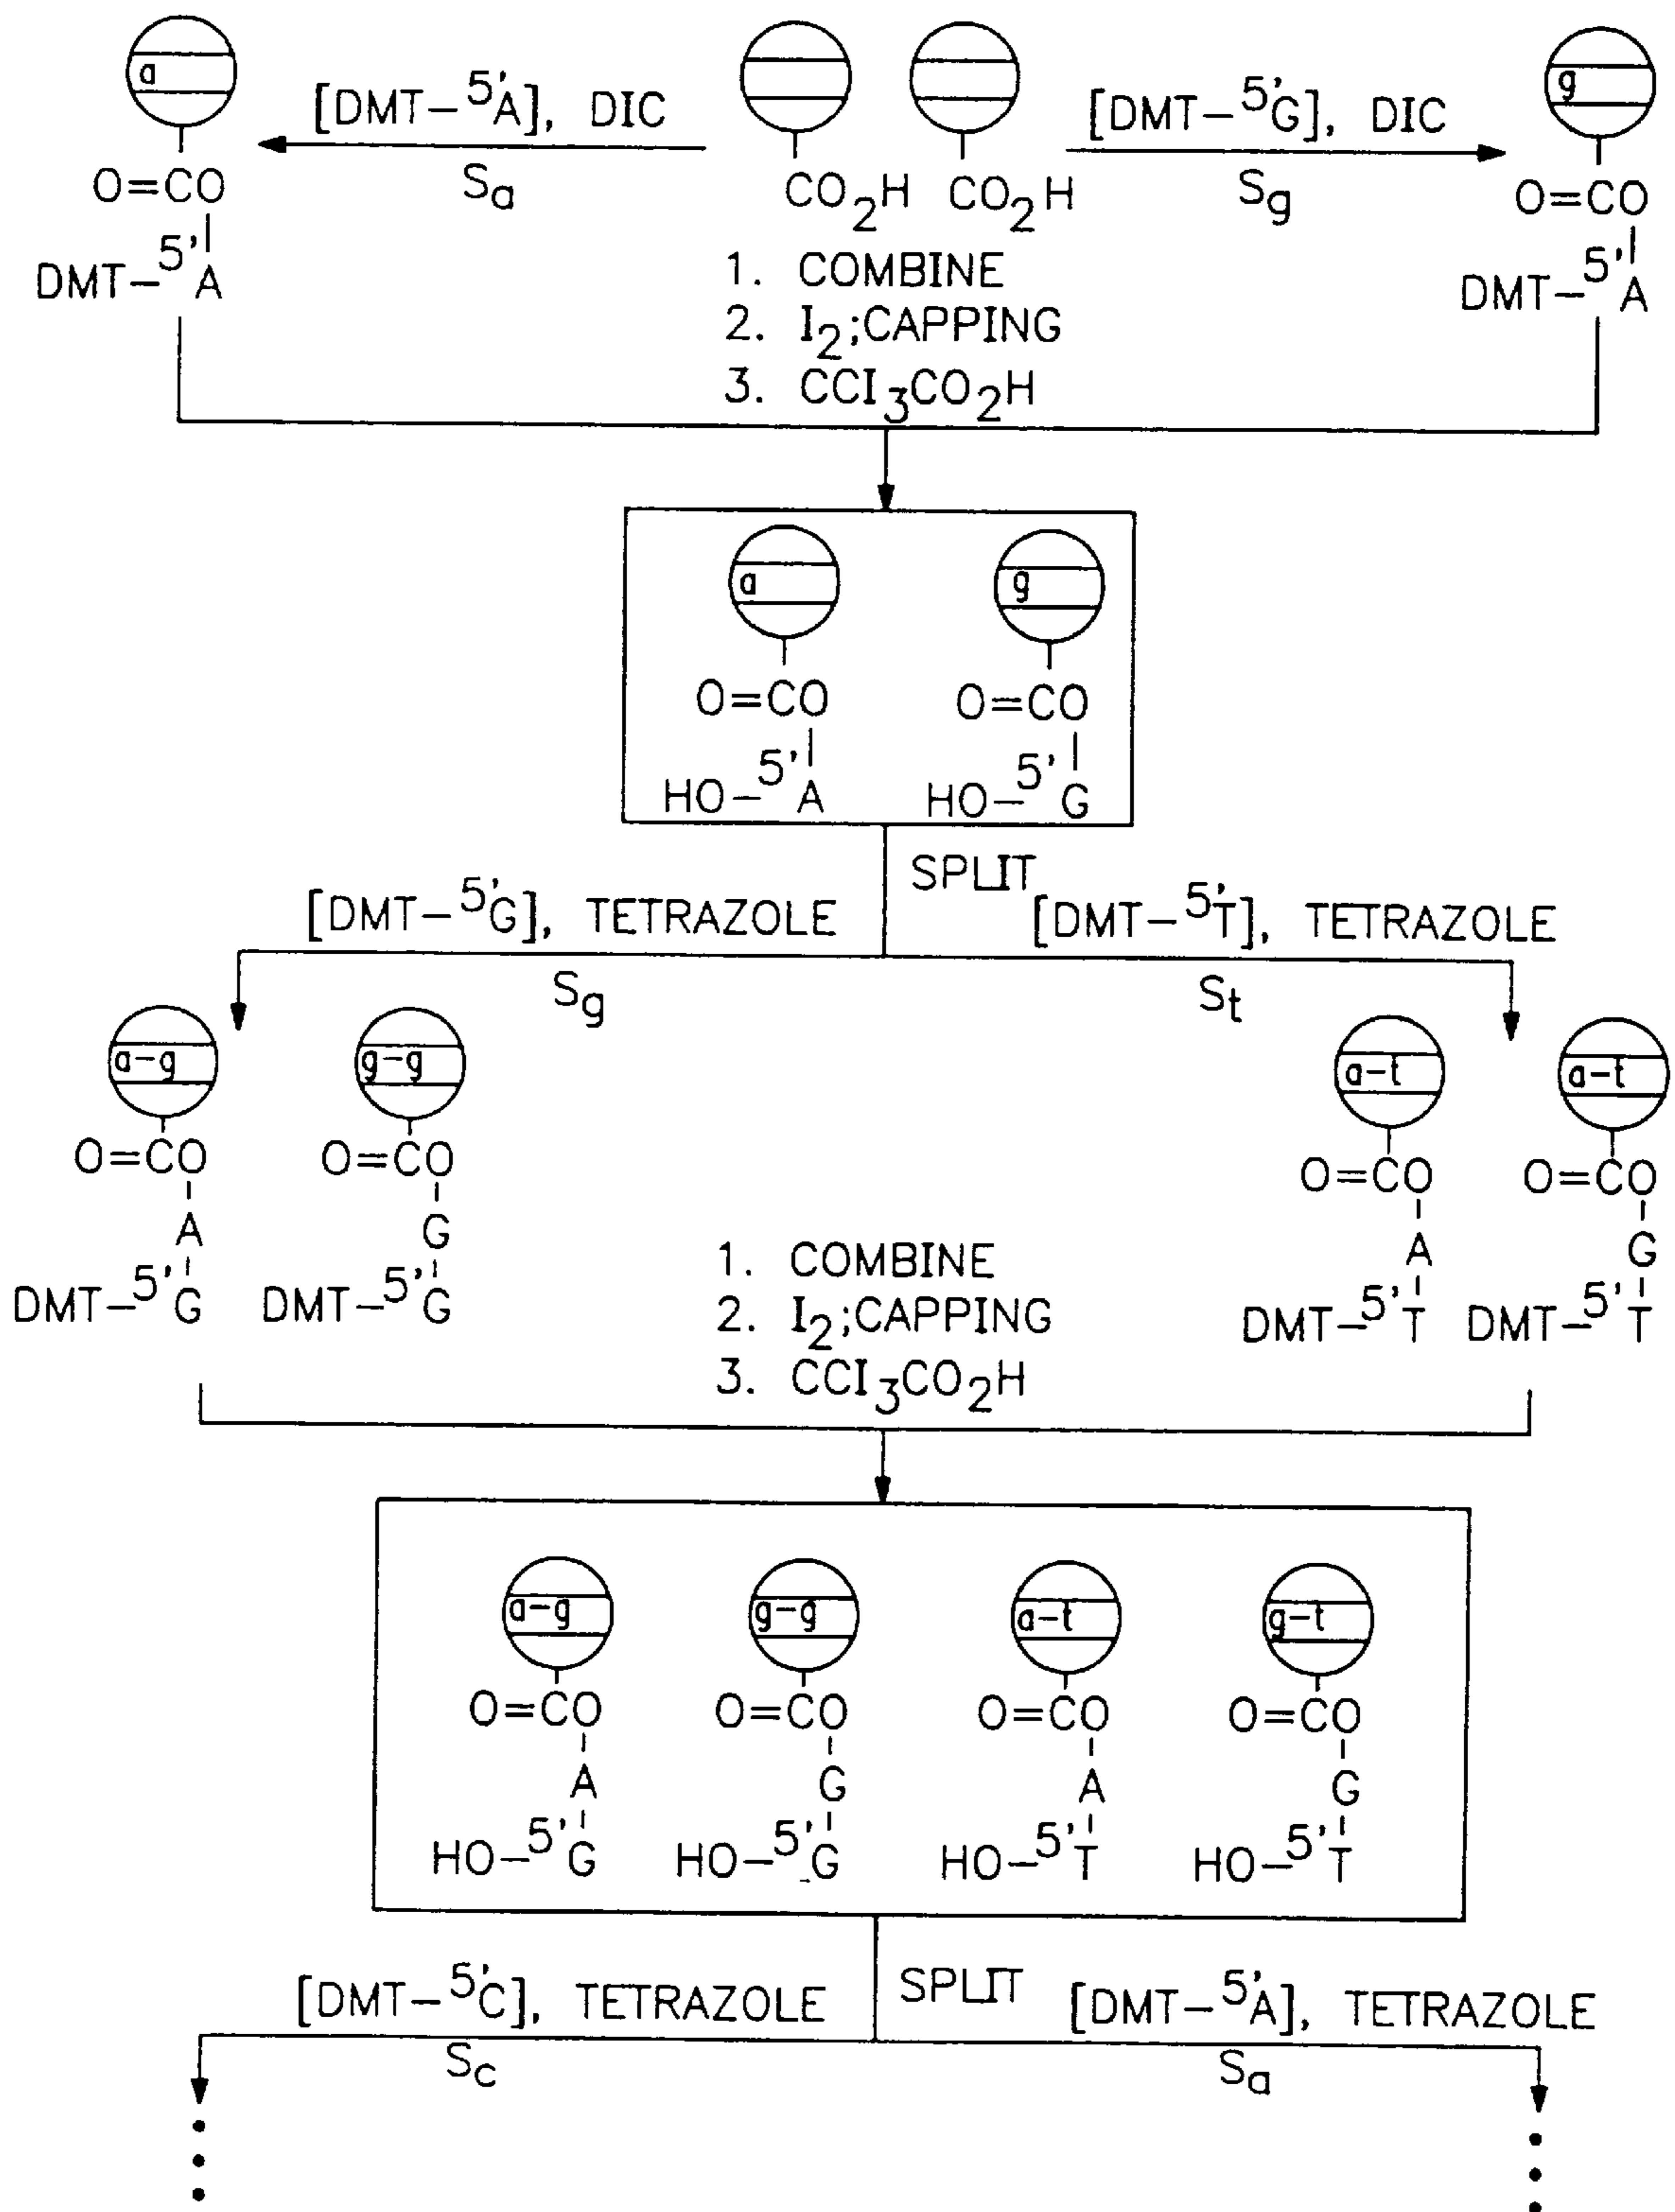 a
g
[DMT-5'A], DIC
[DMT-5'G], DIC
Sa
Sg
CO2H CO2H
O=CO
O=CO
5'
5'
DMT- A
DMT- A
1. COMBINE
2. I2;CAPPING
3. CCI3CO2H
a
g
O=CO
O=CO
HO-5'A
HO-5'G
SPLIT
[DMT-5'G], TETRAZOLE
[DMT-5'T], TETRAZOLE
Sg
St
a-g
g-g
a-t
a-t
O=CO
O=CO
O=CO
O=CO
A
G
A
G
DMT-5'G
DMT-5'G
DMT-5'T
DMT-5'T
1. COMBINE
2. I2;CAPPING
3. CCI3CO2H
a-g
g-g
a-t
g-t
O=CO
O=CO
O=CO
O=CO
A
G
A
G
HO-5'G
HO-5'G
HO-5'T
HO-5'T
SPLIT
[DMT-5'C], TETRAZOLE
[DMT-5'A], TETRAZOLE
Sc
Sa